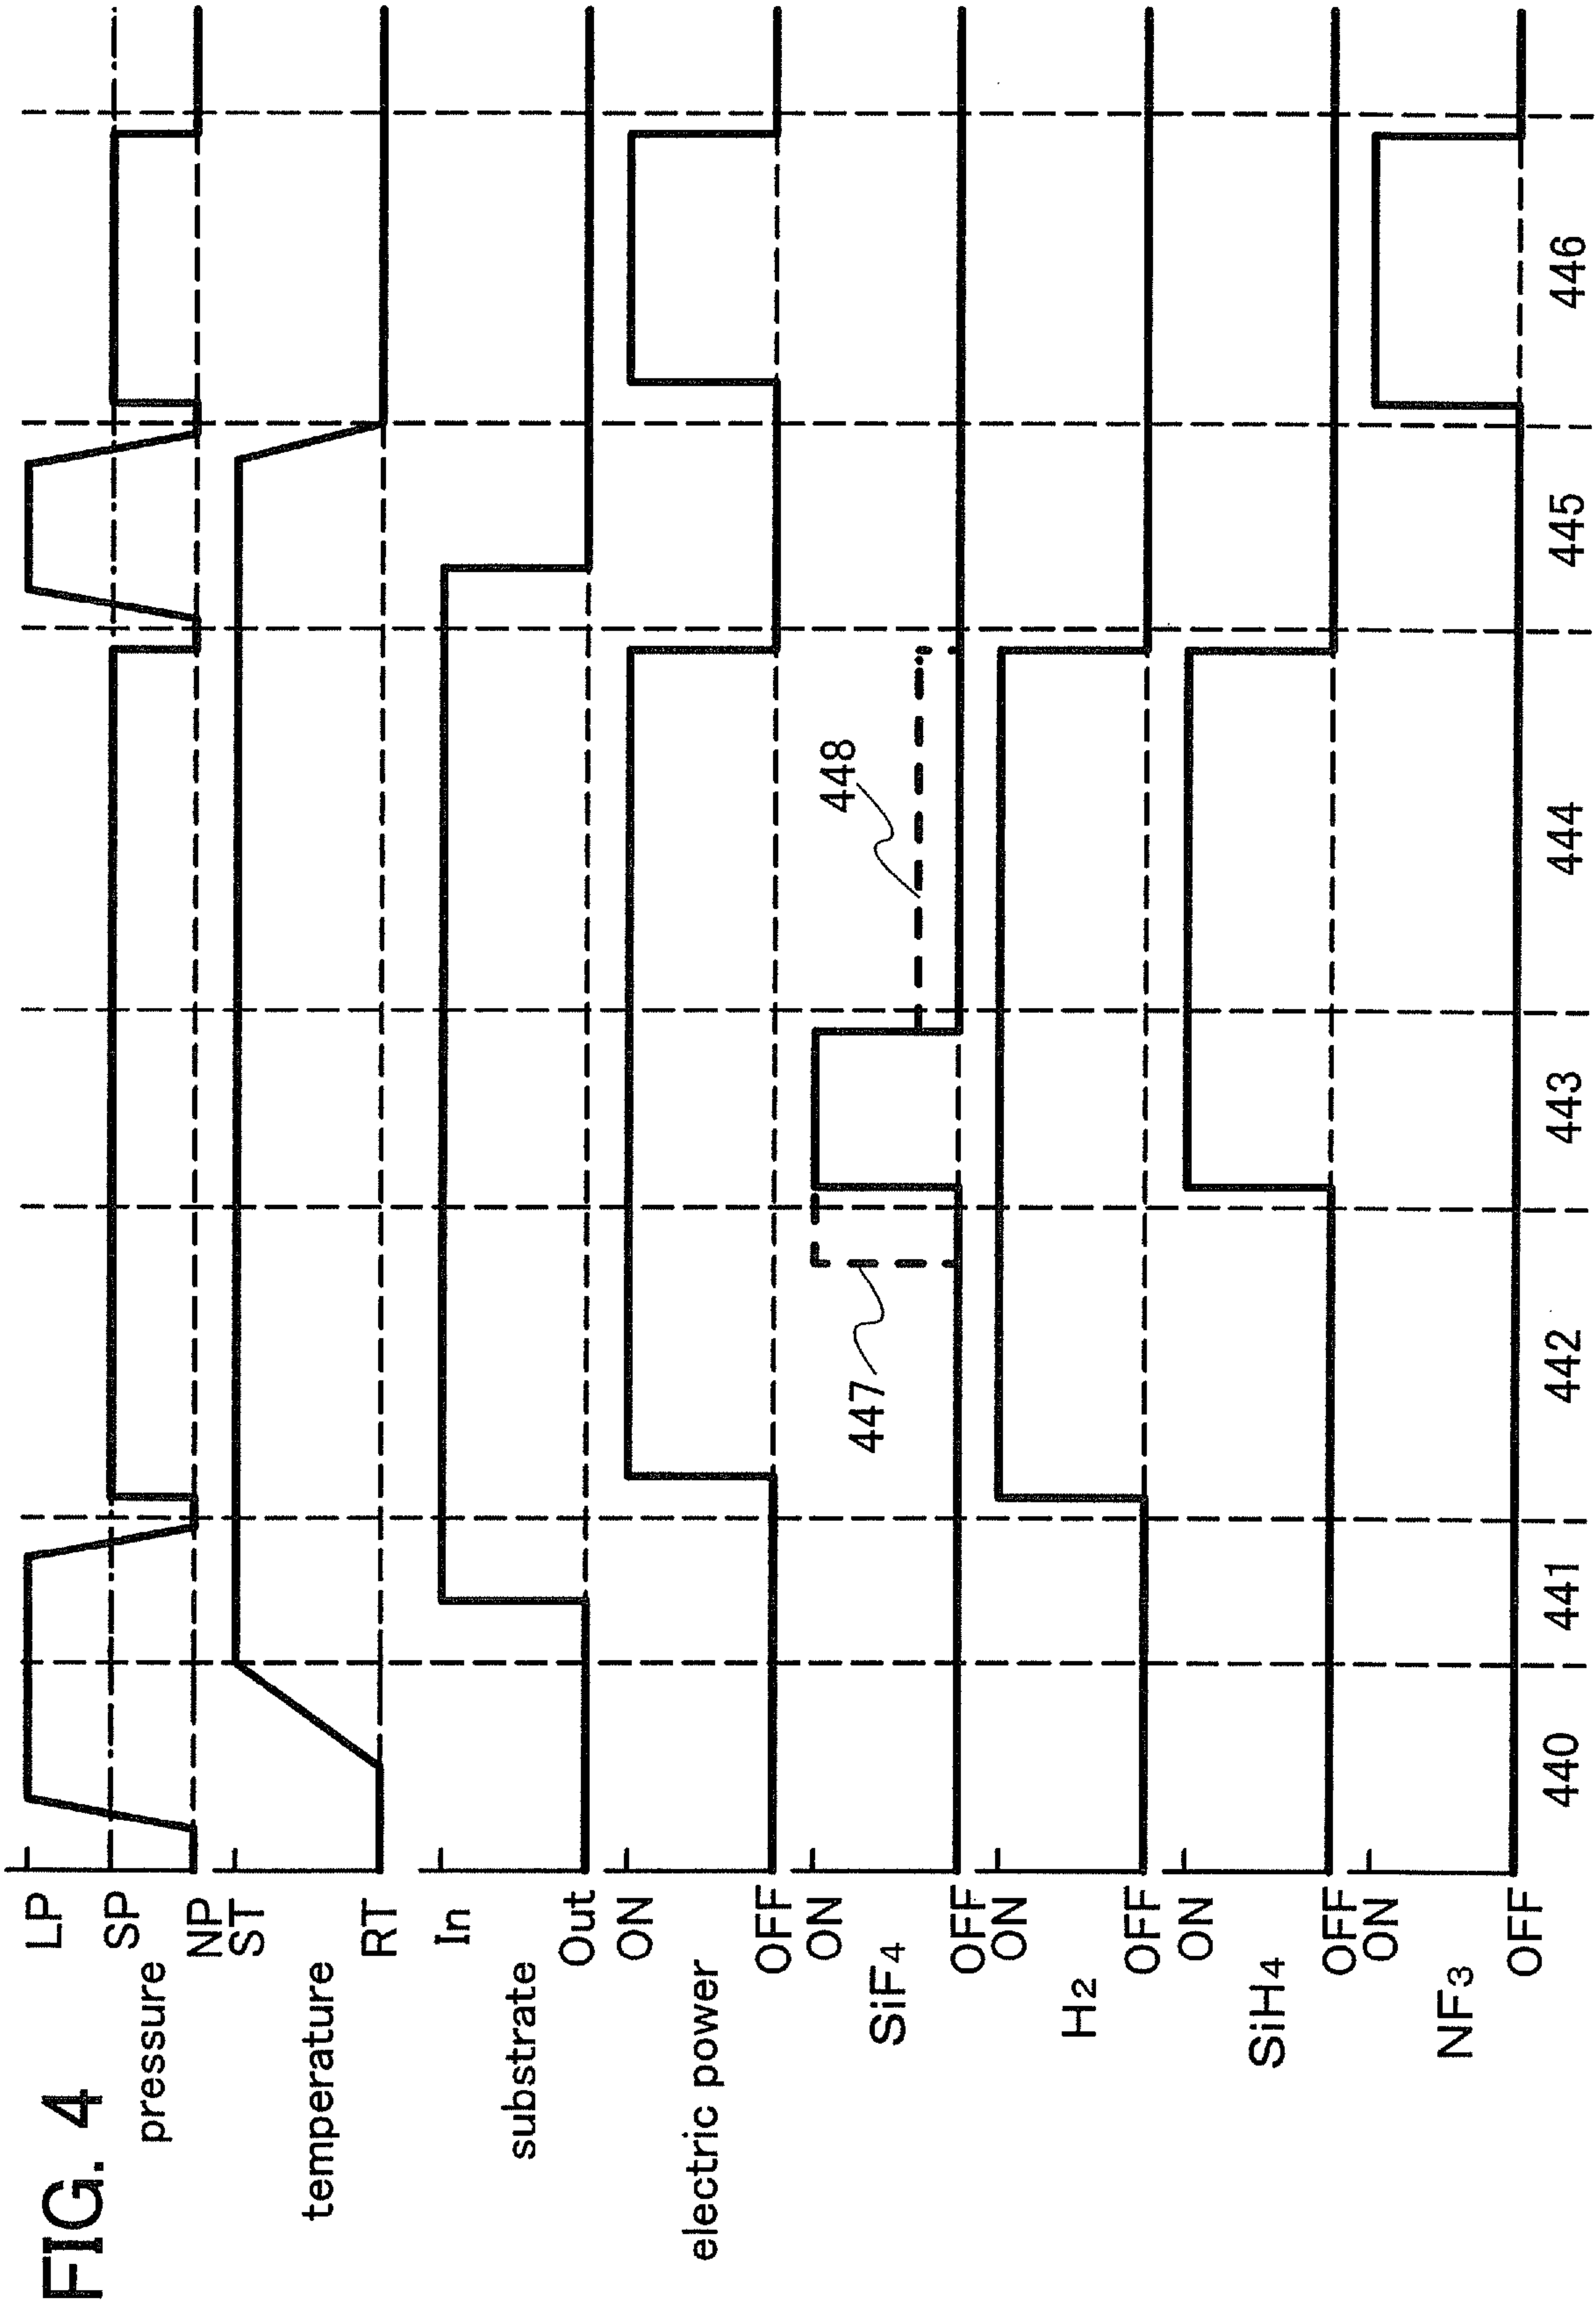 FIG. 4
LP
SP
NP
pressure
ST
RT
temperature
In
Out
substrate
ON
OFF
electric power
ON
OFF
SiF4
447
448
ON
OFF
H2
ON
OFF
SiH4
ON
OFF
NF3
440 441 442 443 444 445 446